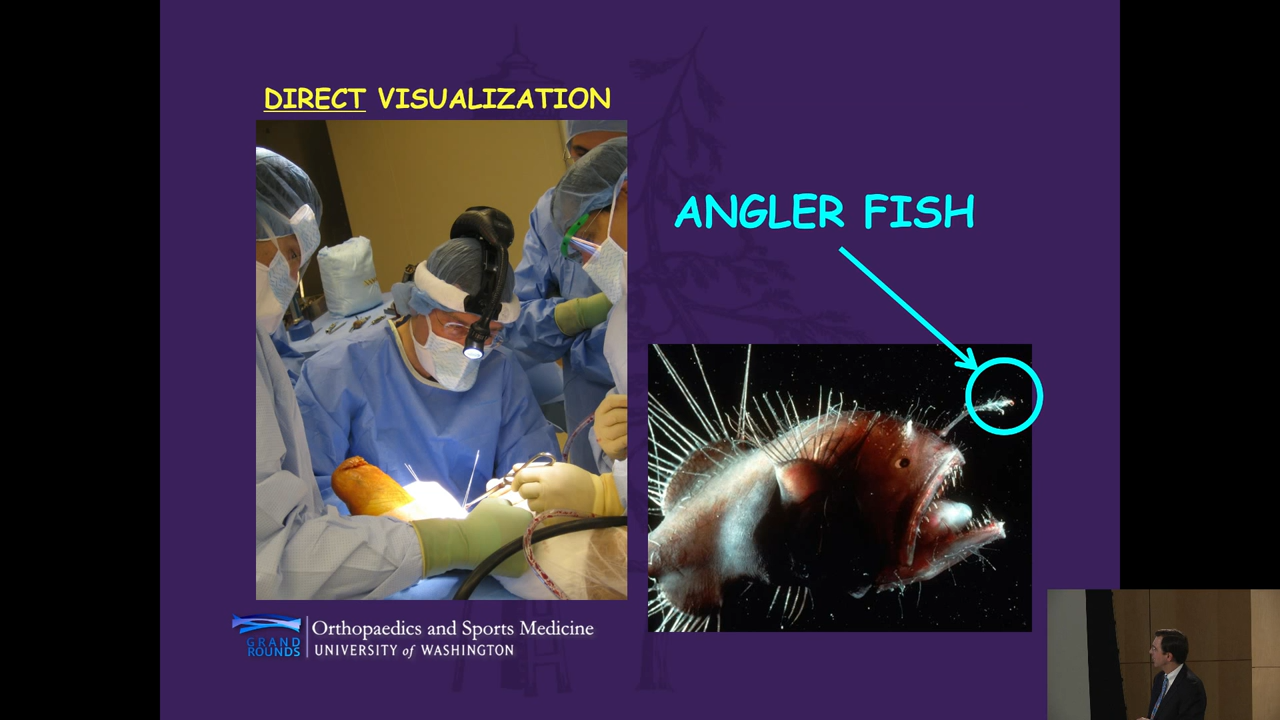 DIRECT VISUALIZATION
ANGLER FISH
GRAND
ROUNDS
Orthopaedics and Sports Medicine
UNIVERSITY of WASHINGTON